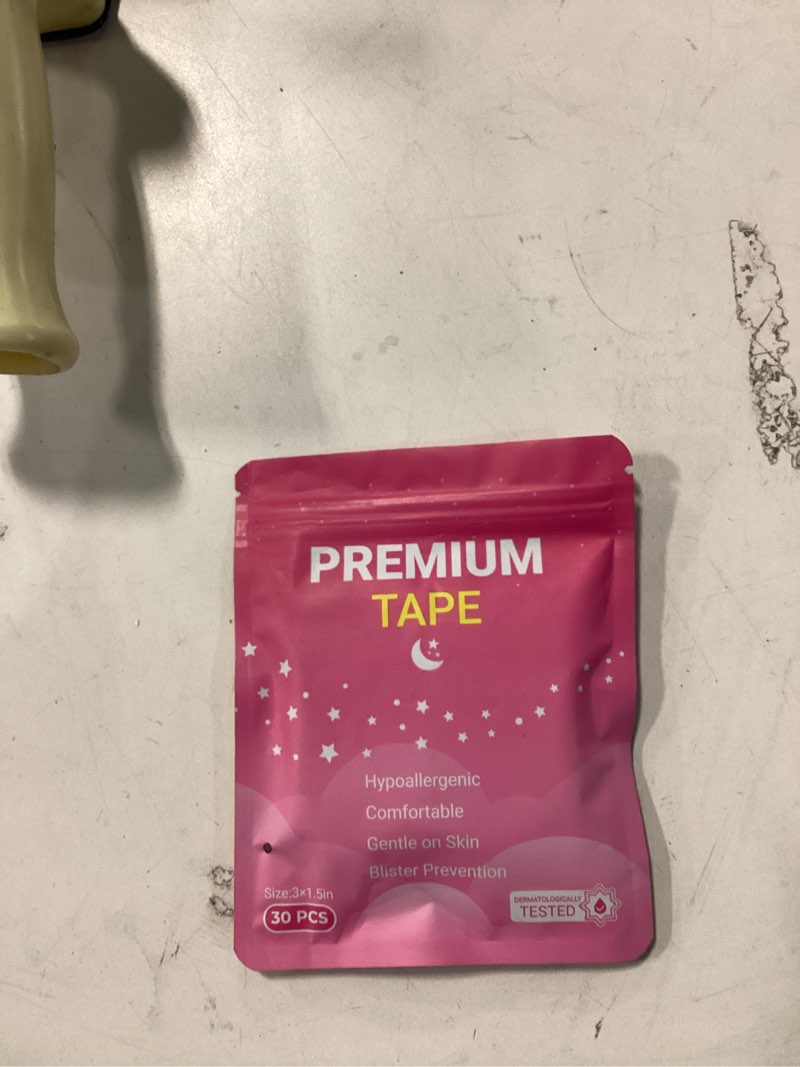 PREMIUM
TAPE
Hypoallergenic
Comfortable
Gentle on Skin
Blister Prevention
Size:3×1.5in
30 PCS
DERMATOLOGICALLY
TESTED